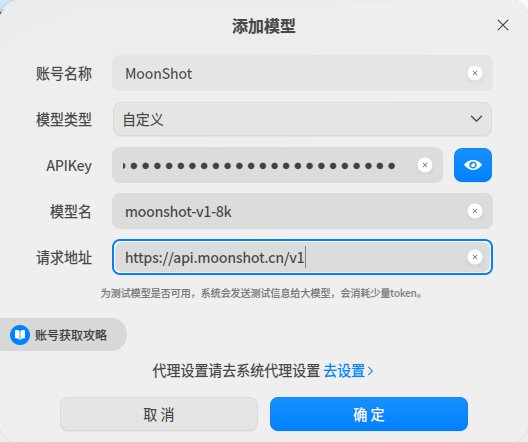 添加模型
账号名称 MoonShot
模型类型 自定义
APIKey ●●●●●●●●●●●●●●●●●●●●●●●
模型名 moonshot-v1-8k
请求地址 https://api.moonshot.cn/v1
为测试模型是否可用，系统会发送测试信息给大模型，会消耗少量token。
账号获取攻略
代理设置请去系统代理设置 去设置
取消 确定